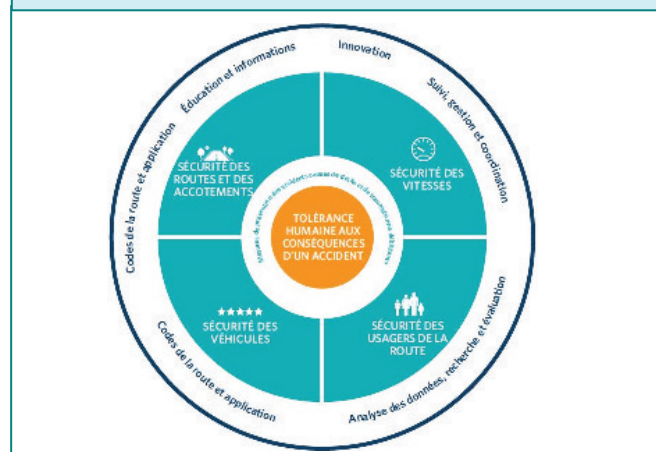 Éducation et informations
Innovation
Suivi, gestion et coordination
Codes de la route et application
SÉCURITÉ DES
ROUTES ET DES
ACCOTEMENTS
SÉCURITÉ DES
VITESSES
TOLÉRANCE
HUMAINE AUX
CONSÉQUENCES
D'UN ACCIDENT
SÉCURITÉ DES
VÉHICULES
SÉCURITÉ DES
USAGERS DE LA
ROUTE
Codes de la route et application
Analyse des données, recherche et évaluation